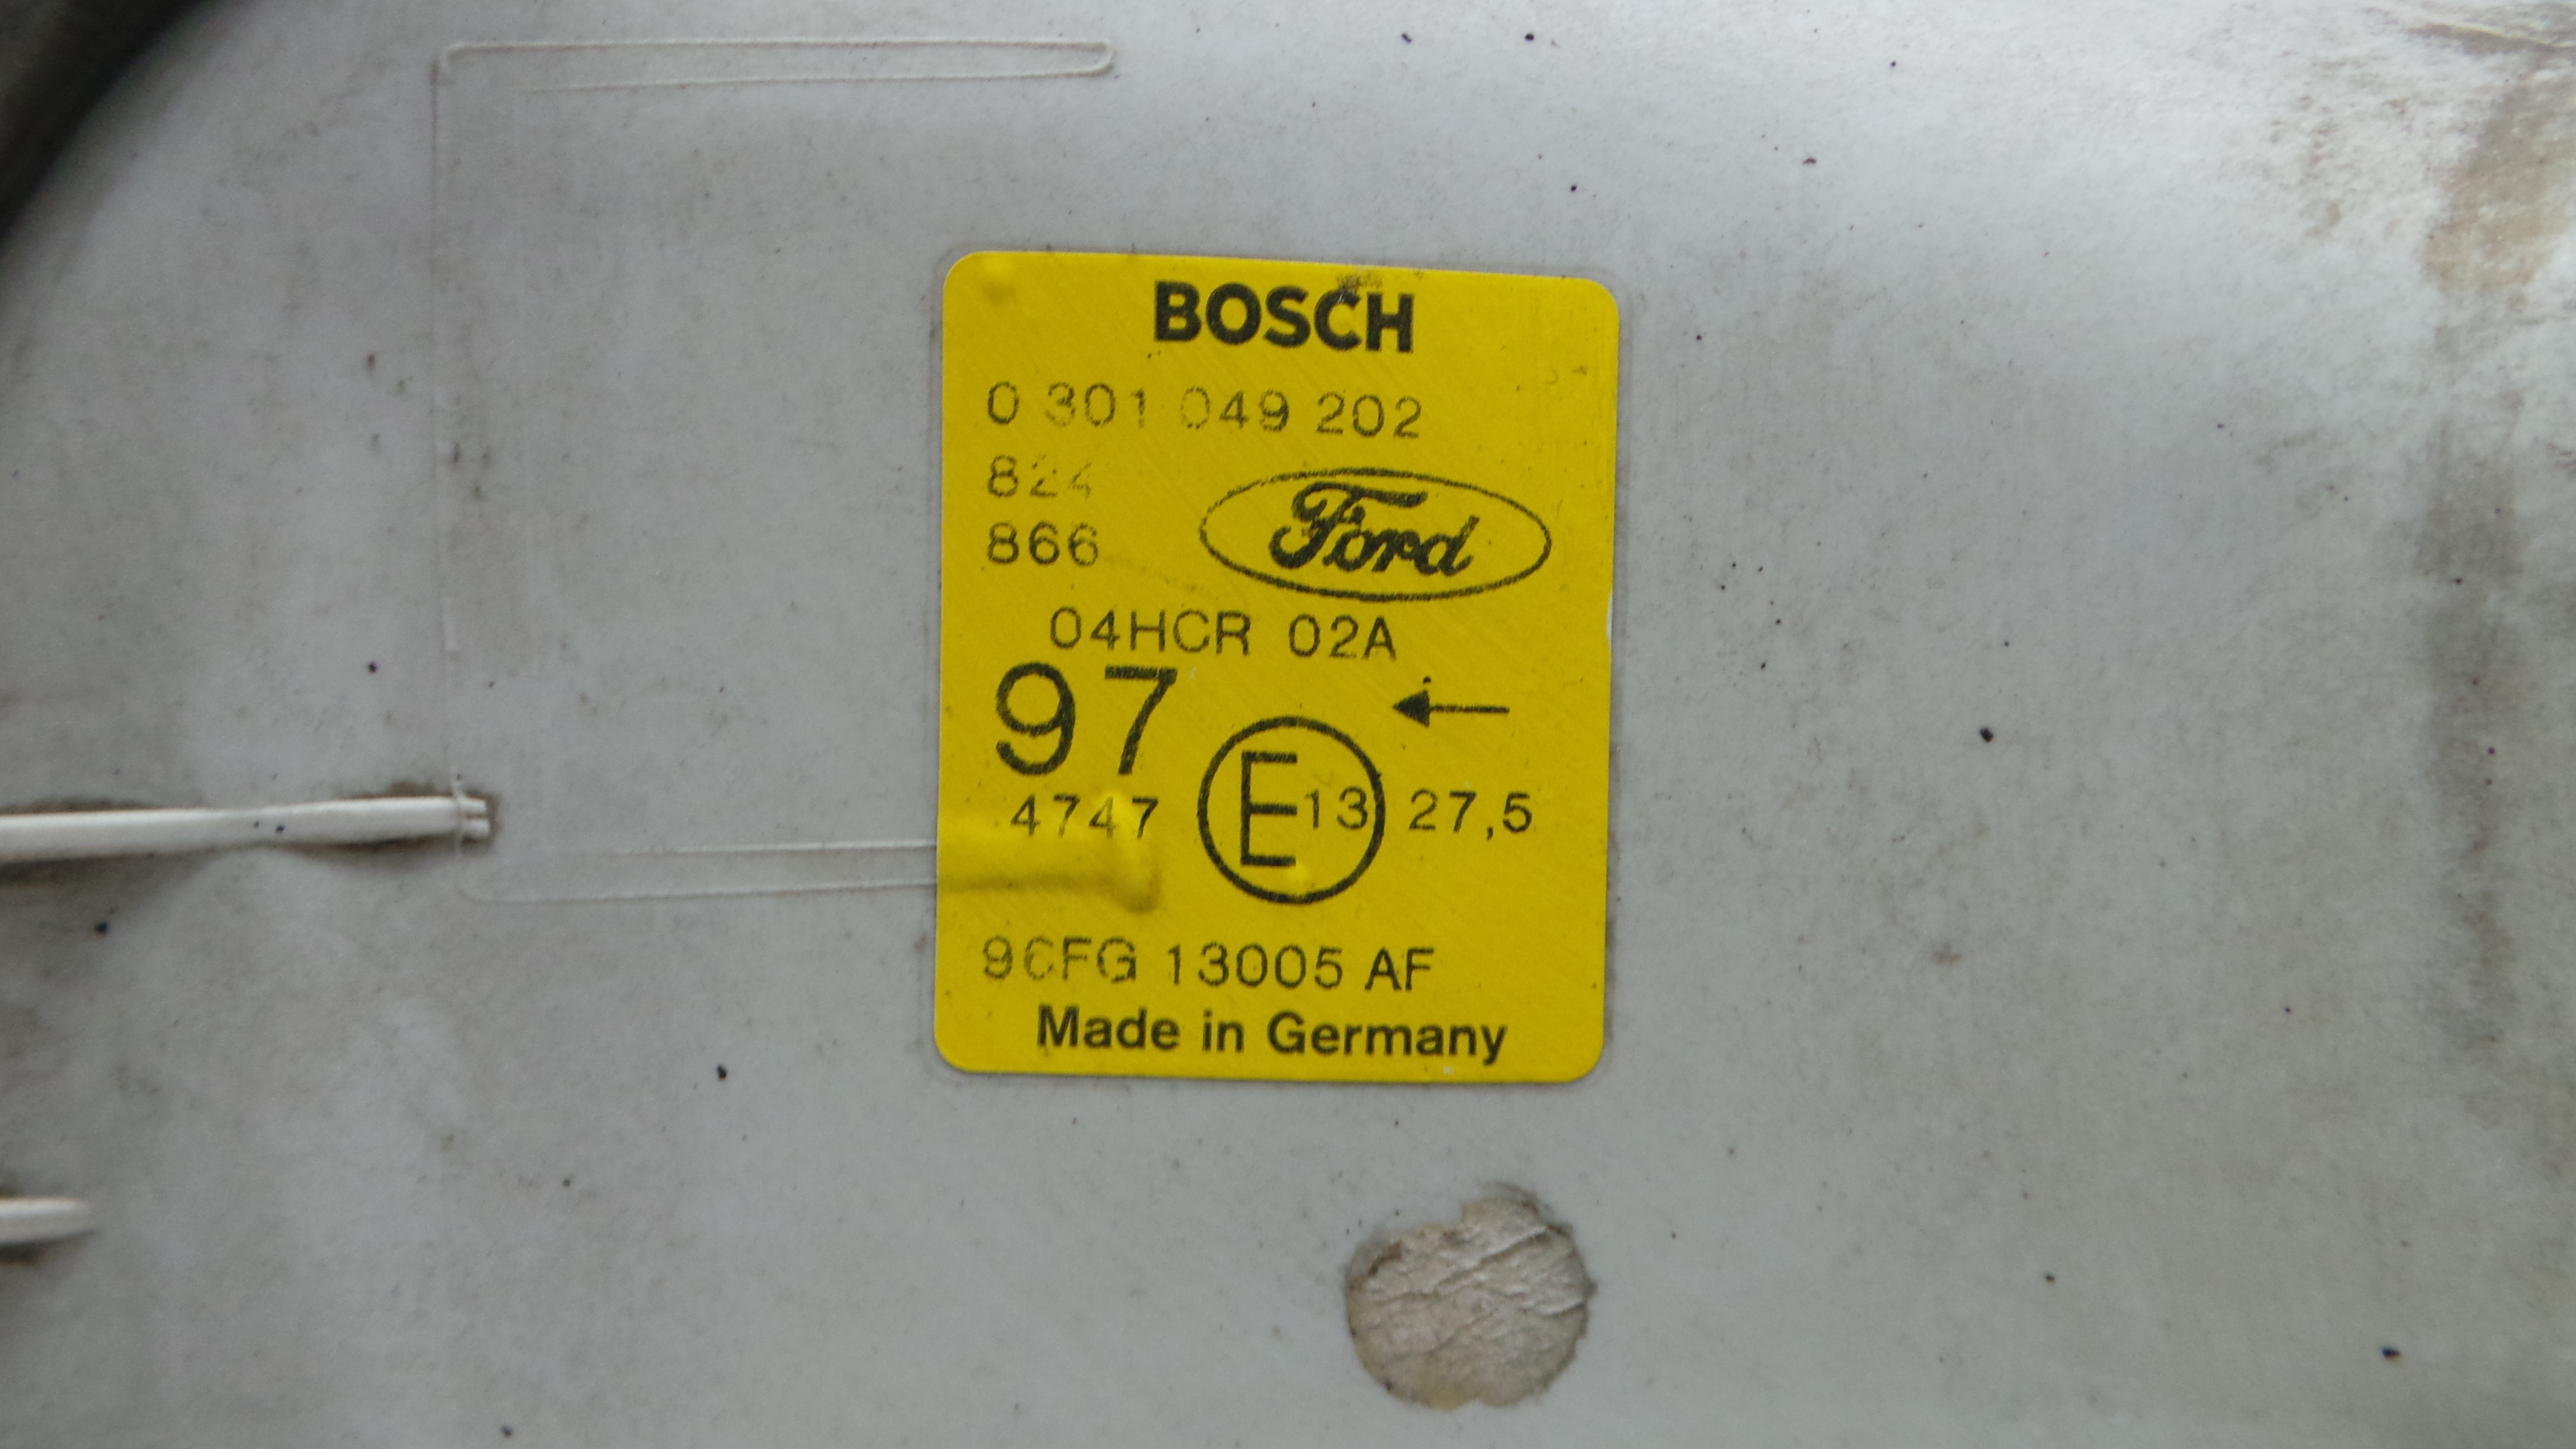 BOSCH
0 301 049 202
824
866
Ford
04HCR 02A
97
4747 E13 27,5
96FG 13005 AF
Made in Germany